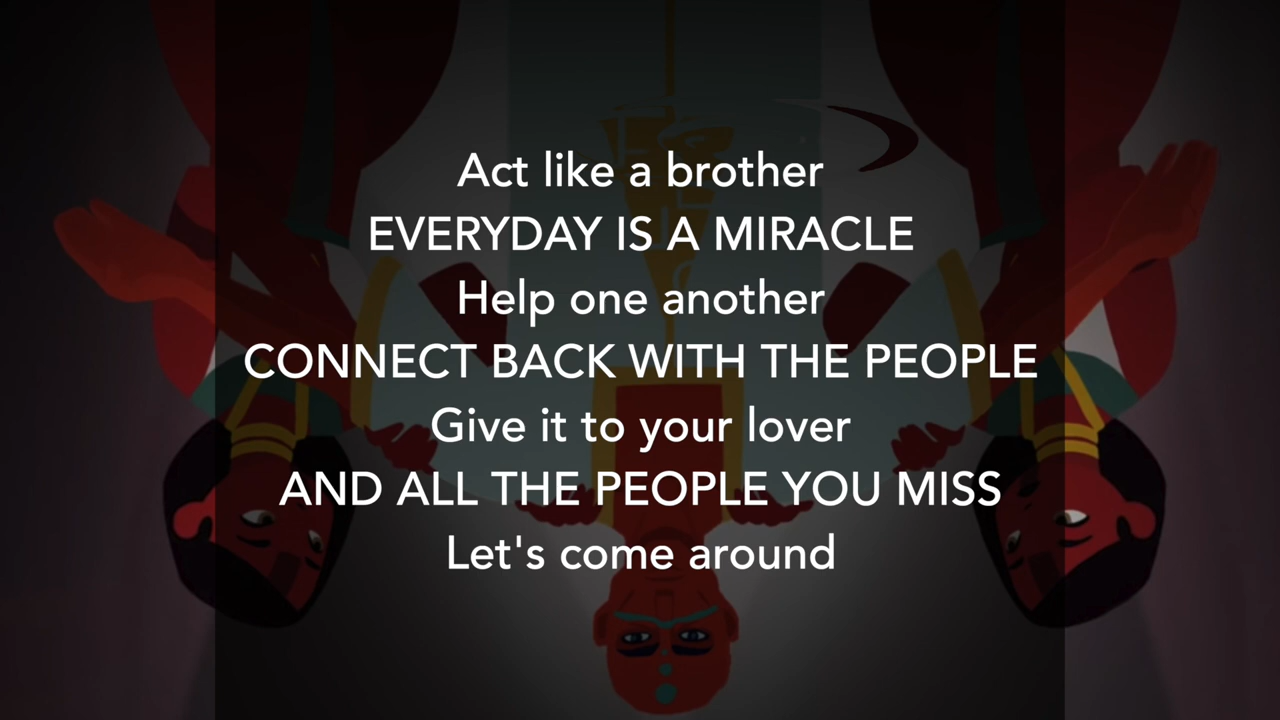 Act like a brother
EVERYDAY IS A MIRACLE
Help one another
CONNECT BACK WITH THE PEOPLE
Give it to your lover
AND ALL THE PEOPLE YOU MISS
Let's come around